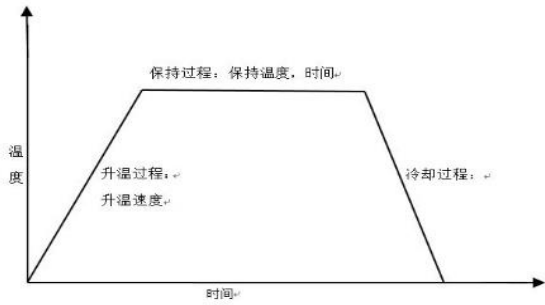 保持过程：保持温度，时间
温
度
升温过程：
升温速度
冷却过程：
时间